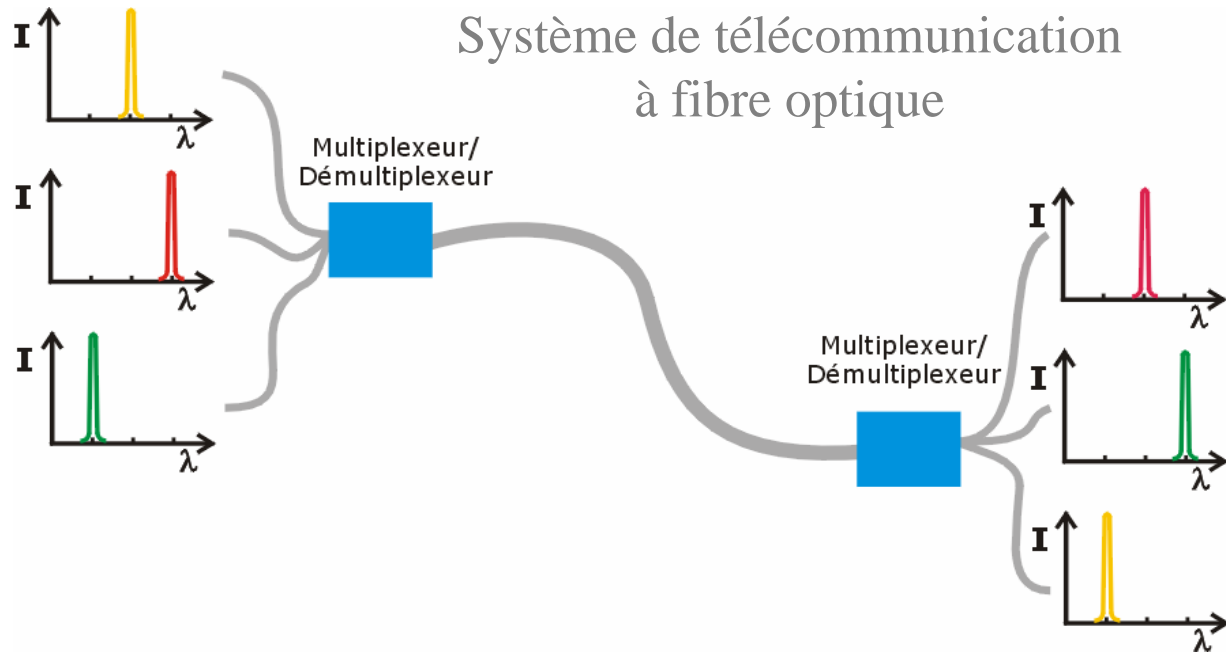 Système de télécommunication
à fibre optique
I
λ
Multiplexeur/
Démultiplexeur
I
λ
I
λ
I
λ
Multiplexeur/
Démultiplexeur
I
λ
I
λ